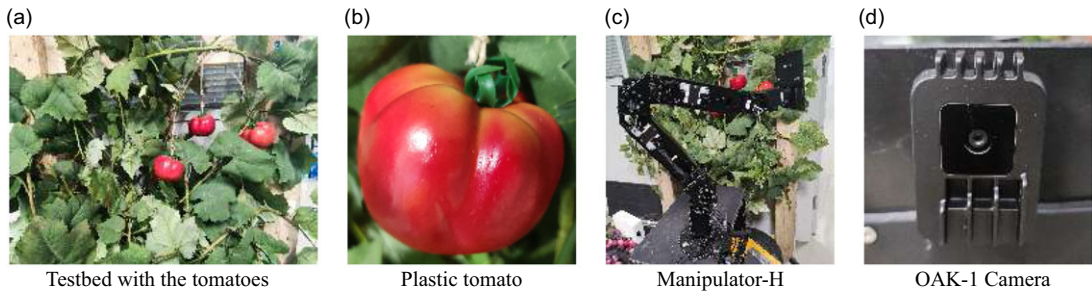 (a)
(b)
(c)
(d)
Testbed with the tomatoes
Plastic tomato
Manipulator-H
OAK-1 Camera